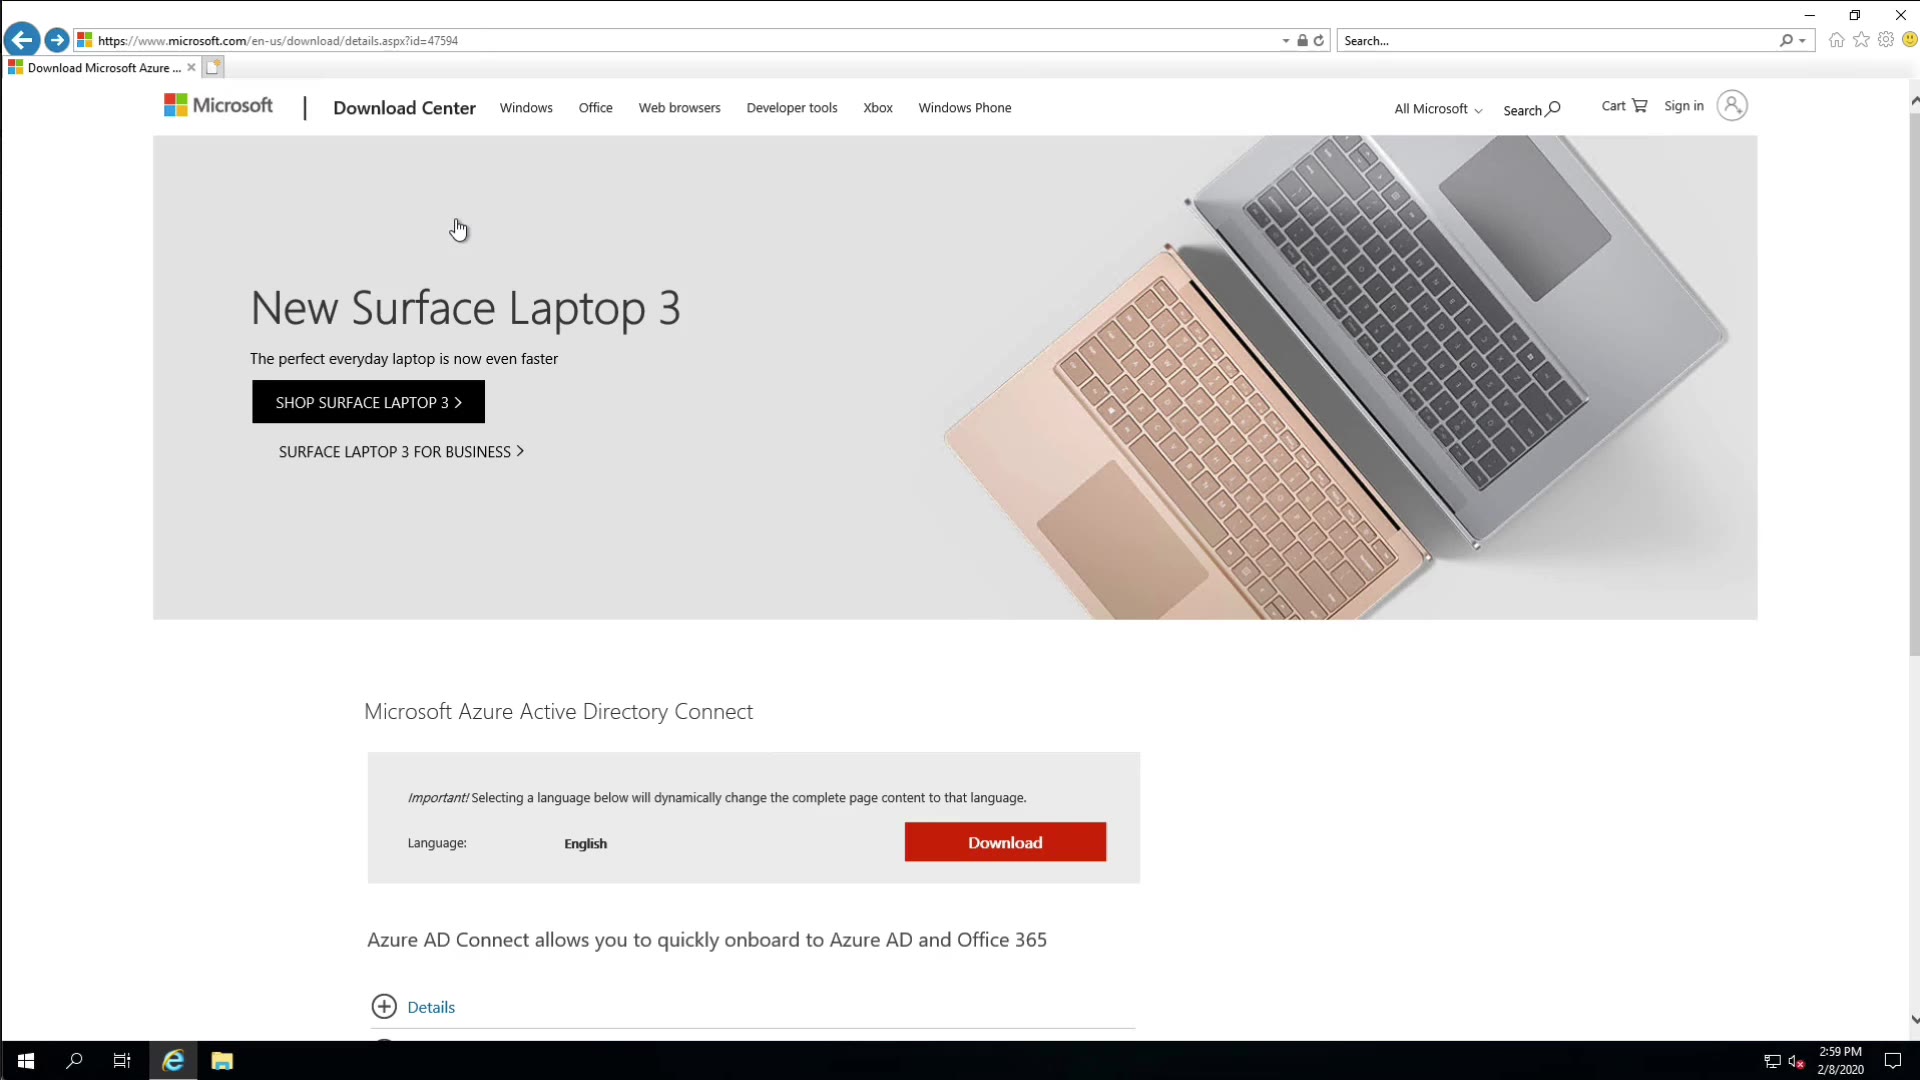 https://www.microsoft.com/en-us/download/details.aspx?id=47594
Search...
Download Microsoft Azure ...
Microsoft
Download Center
Windows
Office
Web browsers
Developer tools
Xbox
Windows Phone
All Microsoft
Search
Cart
Sign in
New Surface Laptop 3
The perfect everyday laptop is now even faster
SHOP SURFACE LAPTOP 3 >
SURFACE LAPTOP 3 FOR BUSINESS >
Microsoft Azure Active Directory Connect
Important! Selecting a language below will dynamically change the complete page content to that language.
Language:
English
Download
Azure AD Connect allows you to quickly onboard to Azure AD and Office 365
Details
2:59 PM
2/8/2020